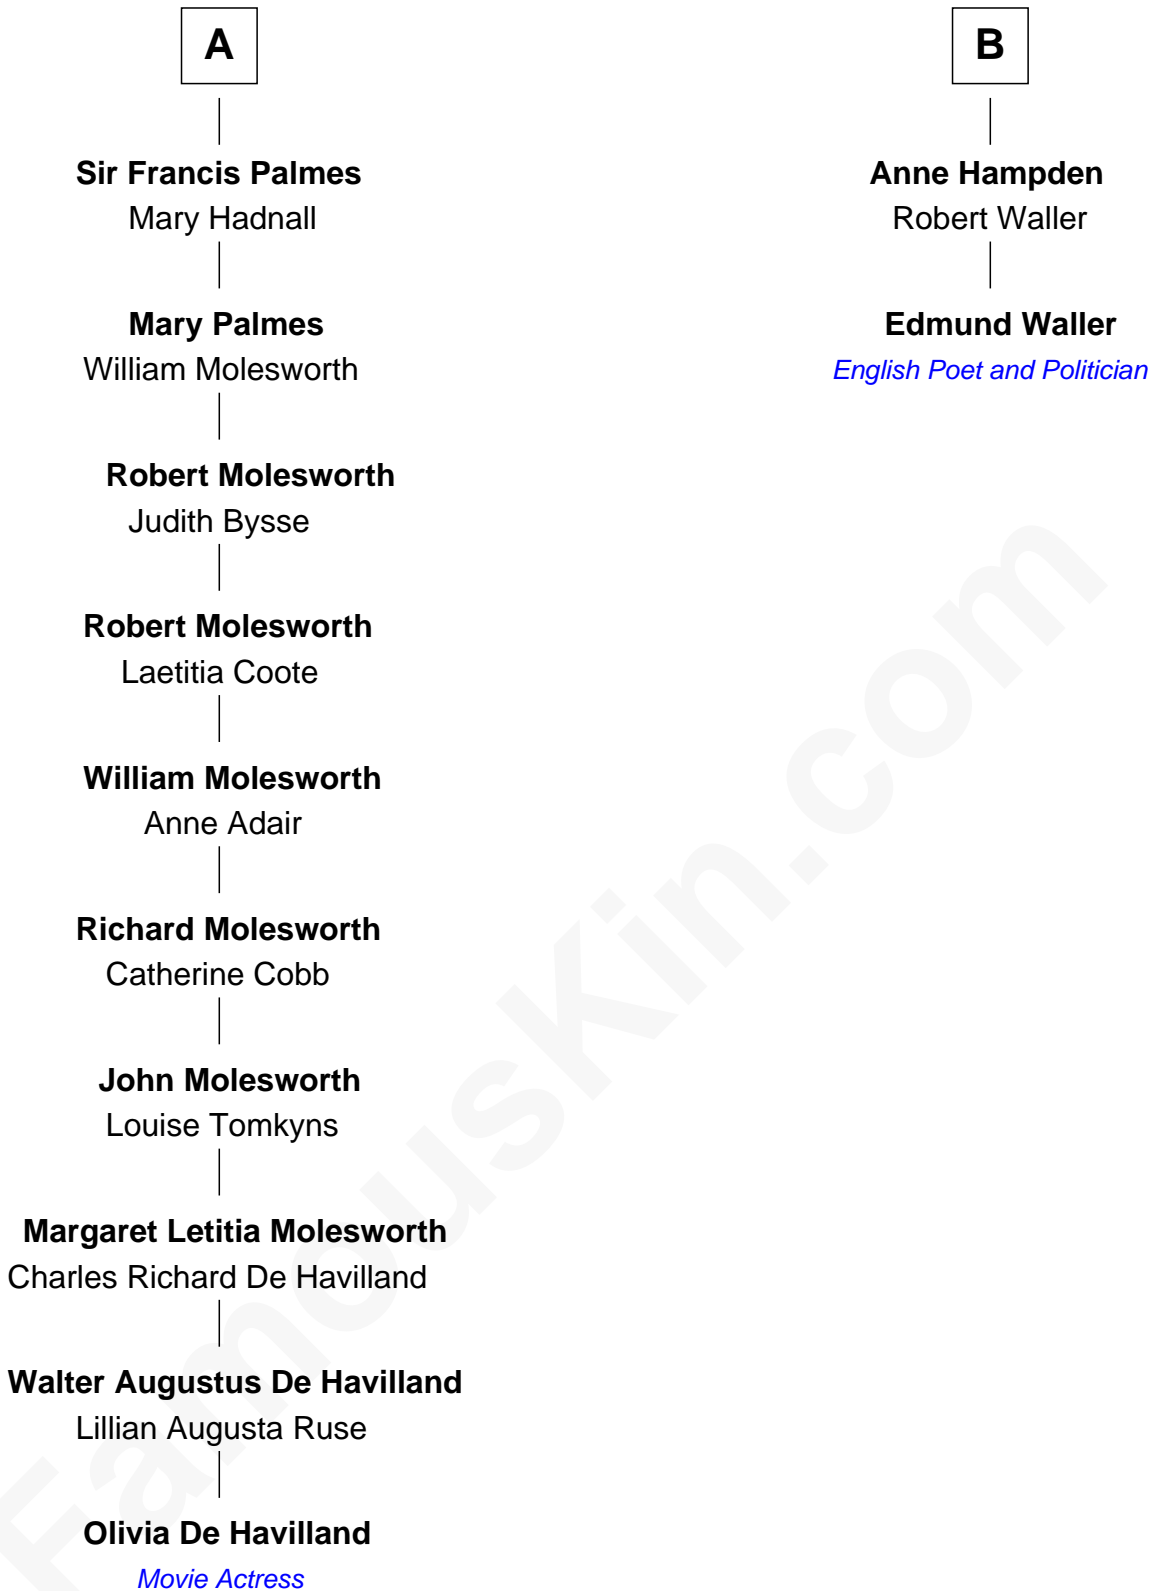 A
Sir Francis Palmes
Mary Hadnall
Mary Palmes
William Molesworth
Robert Molesworth
Judith Bysse
Robert Molesworth
Laetitia Coote
William Molesworth
Anne Adair
Richard Molesworth
Catherine Cobb
John Molesworth
Louise Tomkyns
Margaret Letitia Molesworth
Charles Richard De Havilland
Walter Augustus De Havilland
Lillian Augusta Ruse
Olivia De Havilland
Movie Actress
B
Anne Hampden
Robert Waller
Edmund Waller
English Poet and Politician
FamousKin.com